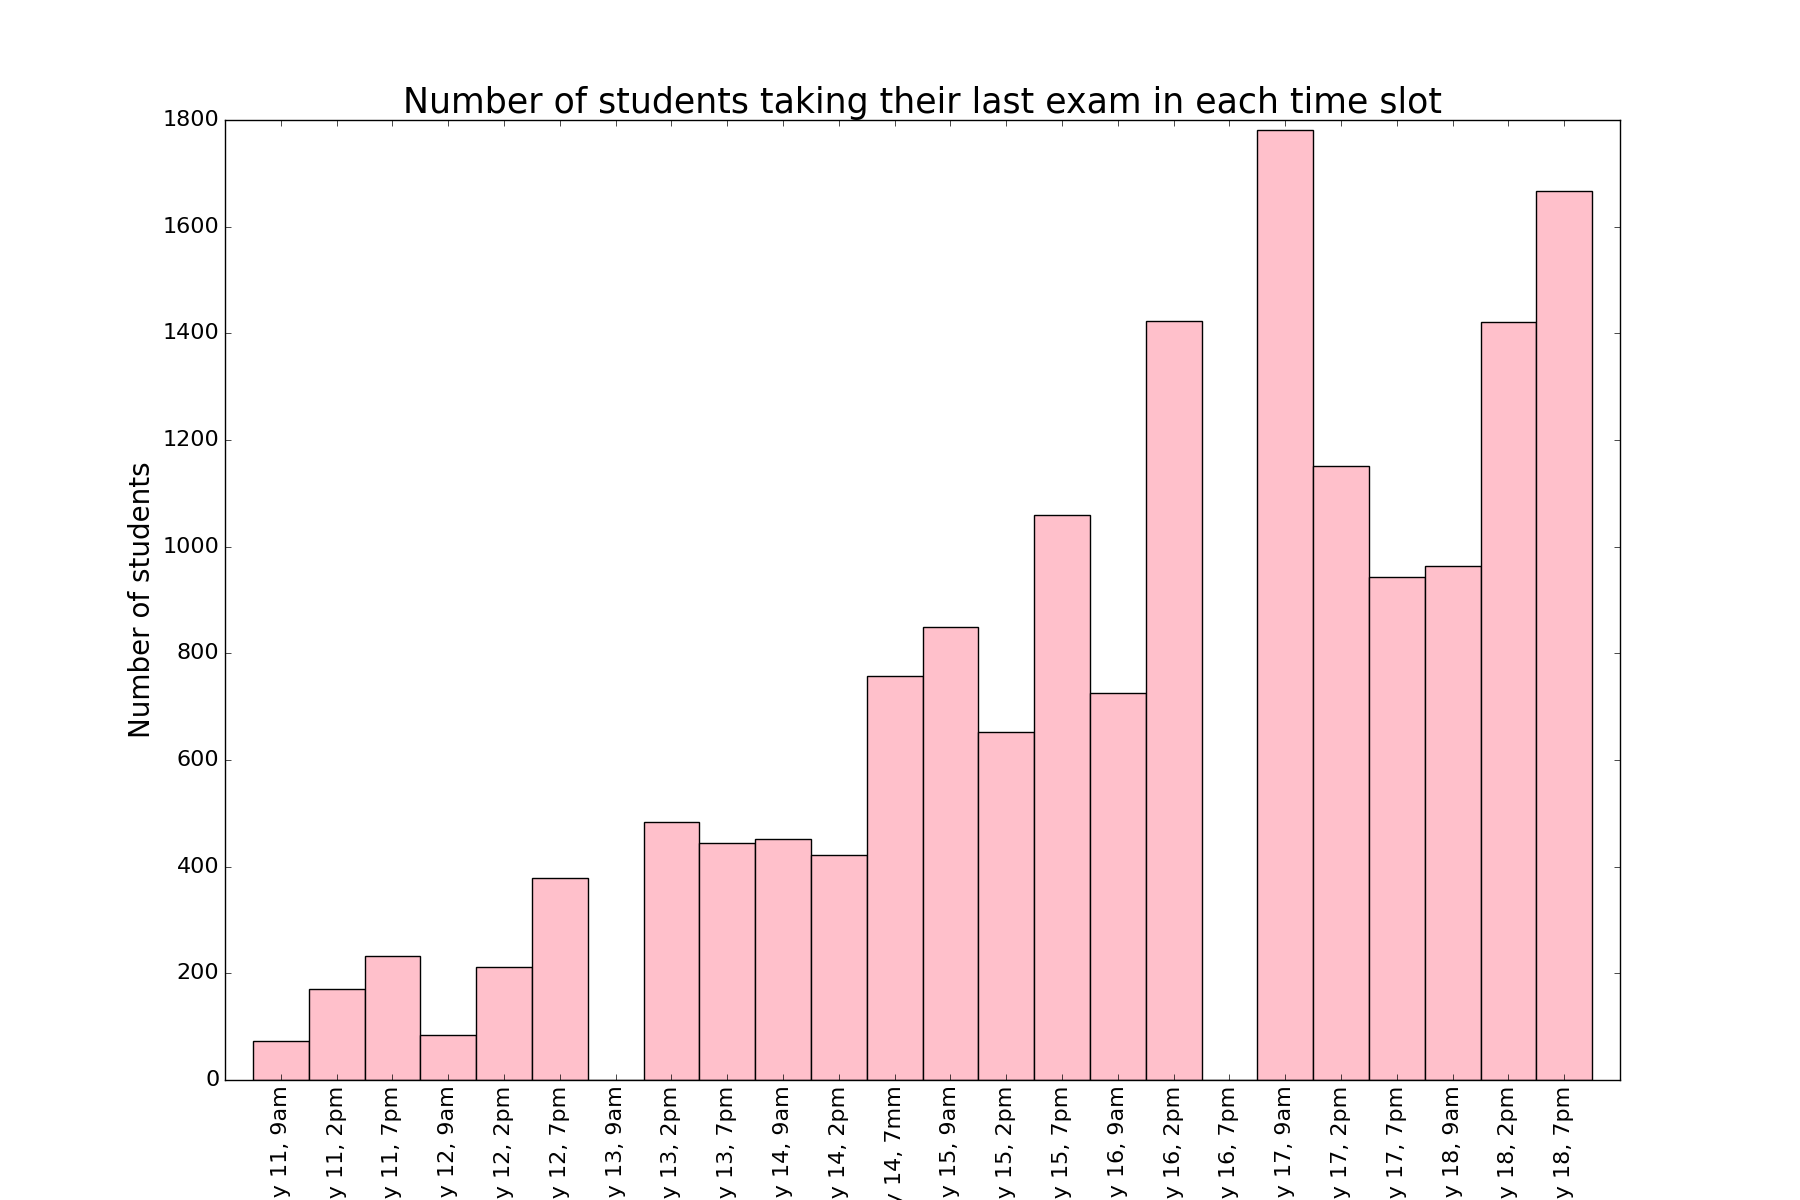 Number of students taking their last exam in each time slot
Number of students
1800
1600
1400
1200
1000
800
600
400
200
0
y 11, 9am
y 11, 2pm
y 11, 7pm
y 12, 9am
y 12, 2pm
y 12, 7pm
y 13, 9am
y 13, 2pm
y 13, 7pm
y 14, 9am
y 14, 2pm
y 14, 7mm
y 15, 9am
y 15, 2pm
y 15, 7pm
y 16, 9am
y 16, 2pm
y 16, 7pm
y 17, 9am
y 17, 2pm
y 17, 7pm
y 18, 9am
y 18, 2pm
y 18, 7pm